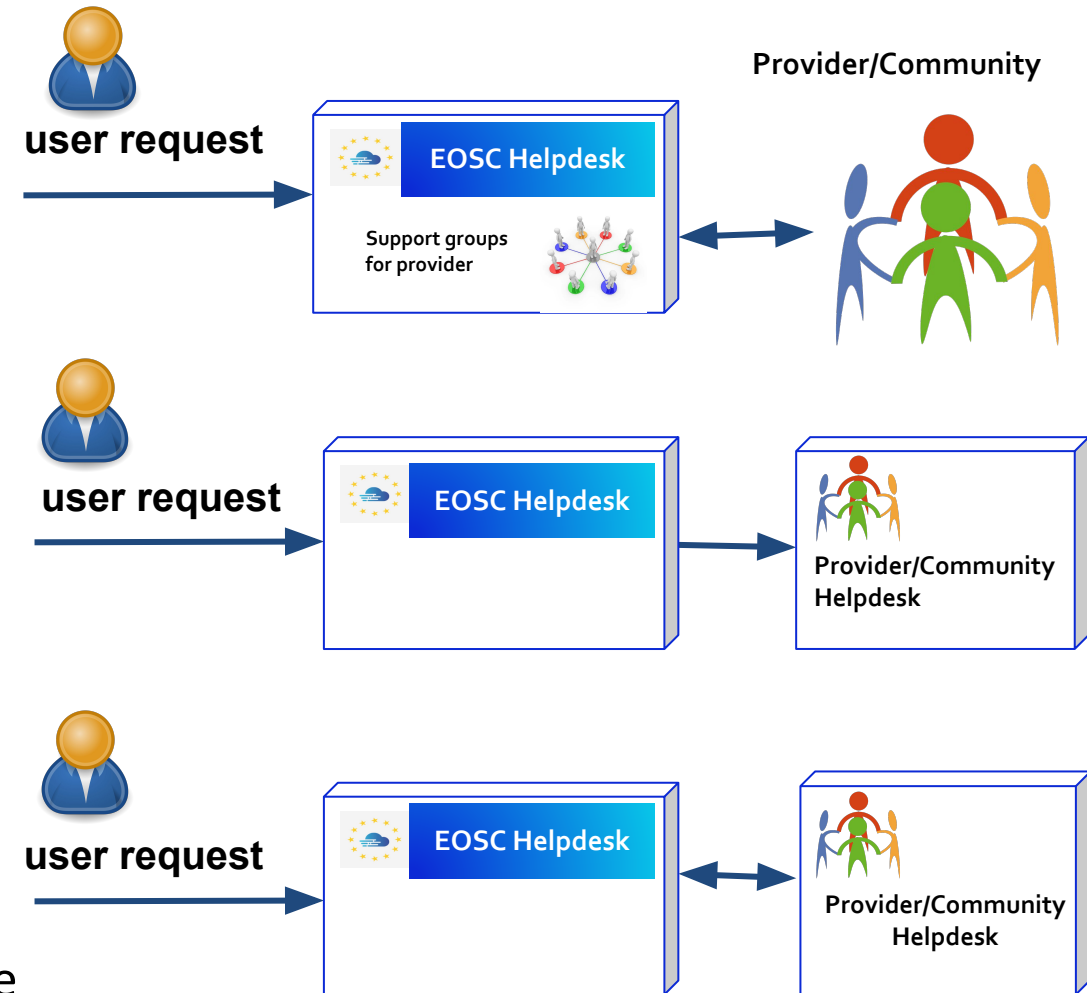 Provider/Community
user request
EOSC Helpdesk
Support groups
for provider
user request
EOSC Helpdesk
Provider/Community
Helpdesk
user request
EOSC Helpdesk
Provider/Community
Helpdesk
e